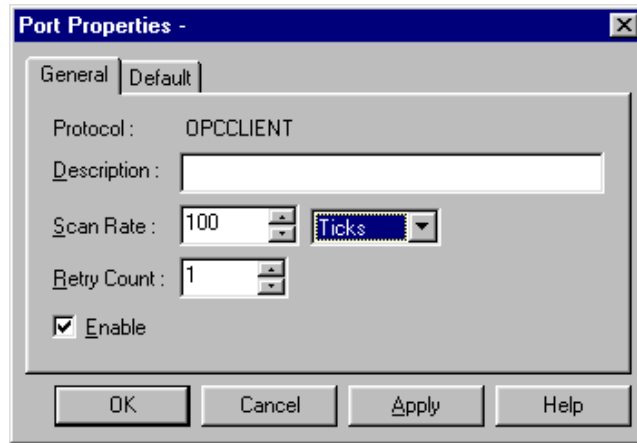 Port Properties -
General Default
Protocol : OPCCLIENT
Description :
Scan Rate : 100 Ticks
Retry Count : 1
Enable
OK Cancel Apply Help